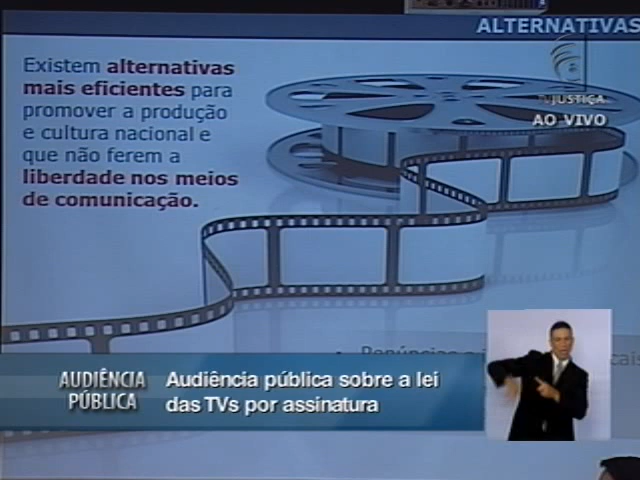 ALTERNATIVAS
Existem alternativas
mais eficientes para
promover a produção
e cultura nacional e
que não ferem a
liberdade nos meios
de comunicação.
TV JUSTIÇA
AO VIVO
AUDIÊNCIA
PÚBLICA
Audiência pública sobre a lei
das TVs por assinatura